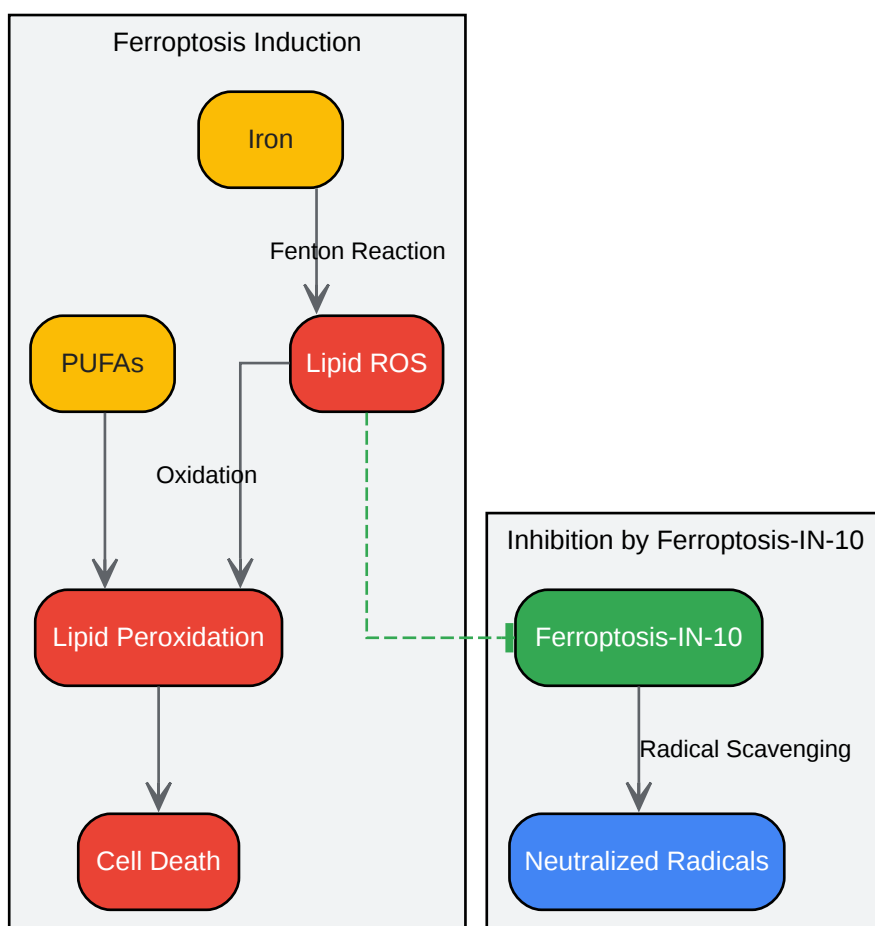 Ferroptosis Induction
Iron
Fenton Reaction
PUFAs
Lipid ROS
Oxidation
Inhibition by Ferroptosis-IN-10
Lipid Peroxidation
Ferroptosis-IN-10
Radical Scavenging
Cell Death
Neutralized Radicals